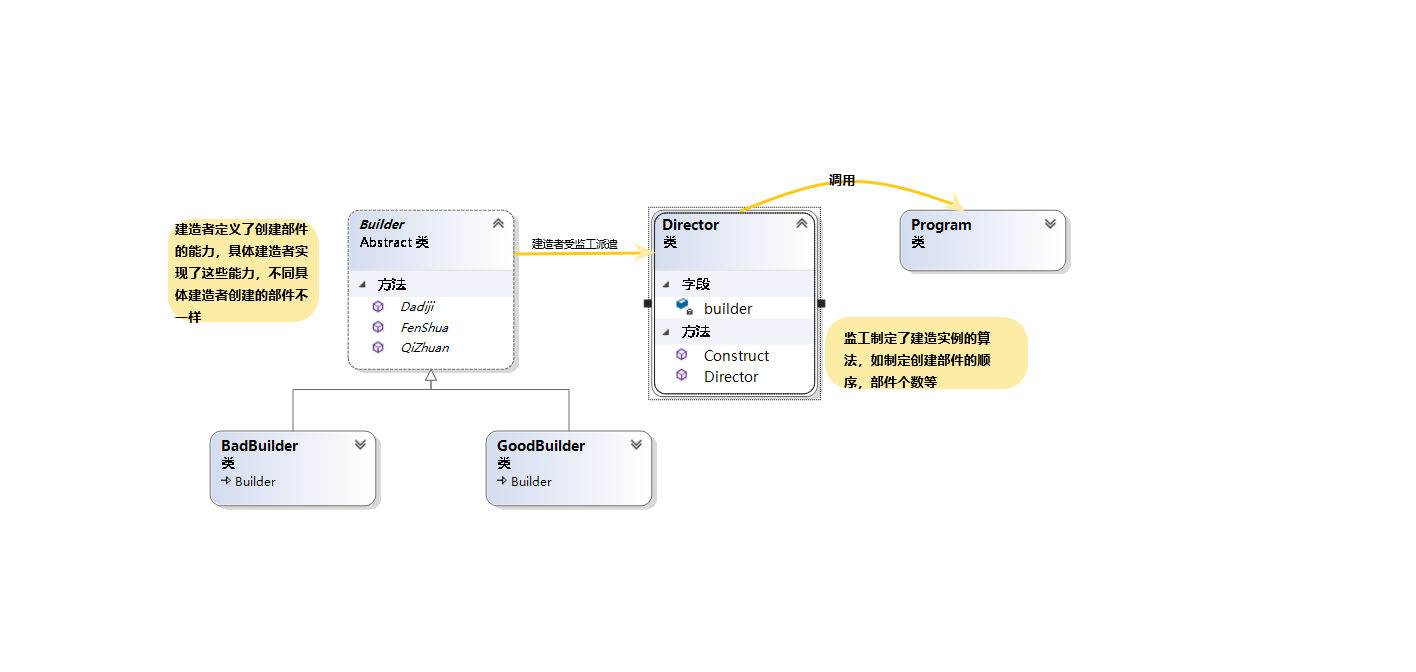 建造者定义了创建部件
的能力，具体建造者实
现了这些能力，不同具
体建造者创建的部件不
一样
Builder
Abstract 类
方法
Dadiji
FenShua
QiZhuan
建造者受监工派遣
Director
类
字段
builder
方法
Construct
Director
调用
Program
类
监工制定了建造实例的算
法，如制定创建部件的顺
序，部件个数等
BadBuilder
类
Builder
GoodBuilder
类
Builder